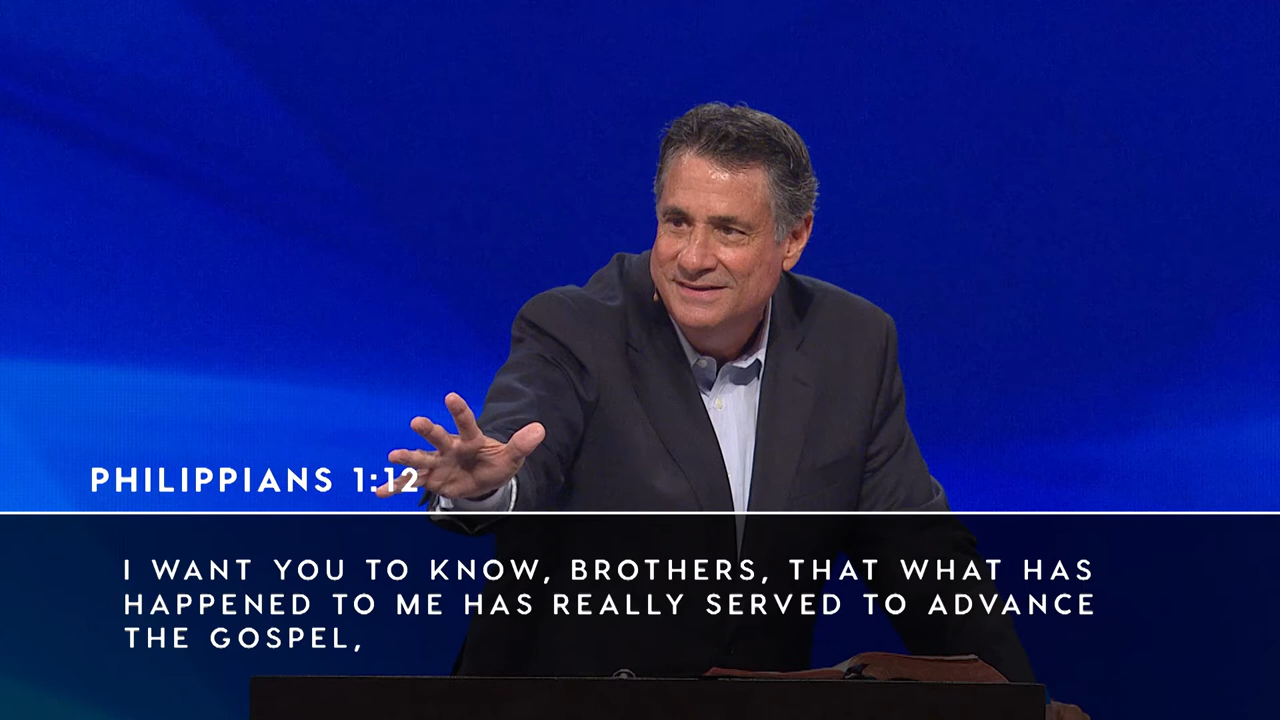 PHILIPPIANS 1:12
I WANT YOU TO KNOW, BROTHERS, THAT WHAT HAS
HAPPENED TO ME HAS REALLY SERVED TO ADVANCE
THE GOSPEL,